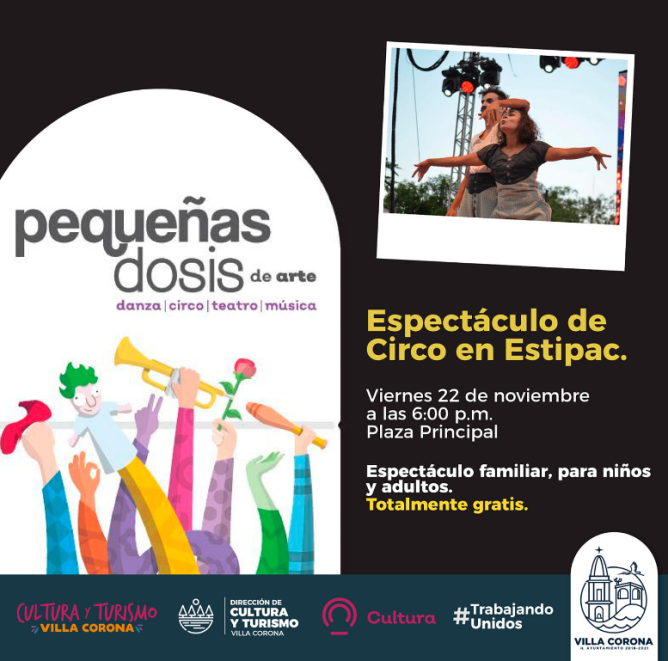 pequeñas
dosis de arte
danza | circo | teatro | música
Espectáculo de
Circo en Estipac.
Viernes 22 de noviembre
a las 6:00 p.m.
Plaza Principal
Espectáculo familiar, para niños
y adultos.
Totalmente gratis.
CULTURA Y TURISMO
VILLA CORONA
DIRECCIÓN DE
CULTURA
Y TURISMO
VILLA CORONA
Cultura
#Trabajando
Unidos
VILLA CORONA
H. AYUNTAMIENTO 2018-2021